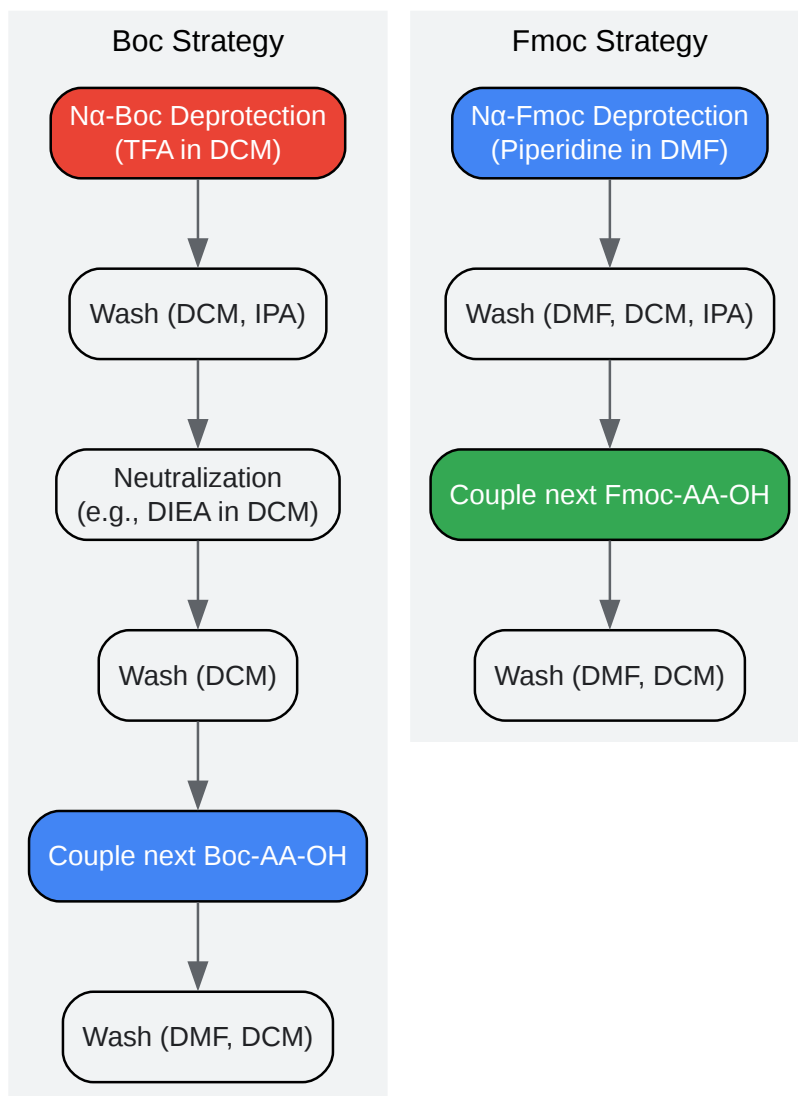 Boc Strategy
Nα-Boc Deprotection
(TFA in DCM)
Wash (DCM, IPA)
Neutralization
(e.g., DIEA in DCM)
Wash (DCM)
Couple next Boc-AA-OH
Wash (DMF, DCM)
Fmoc Strategy
Nα-Fmoc Deprotection
(Piperidine in DMF)
Wash (DMF, DCM, IPA)
Couple next Fmoc-AA-OH
Wash (DMF, DCM)